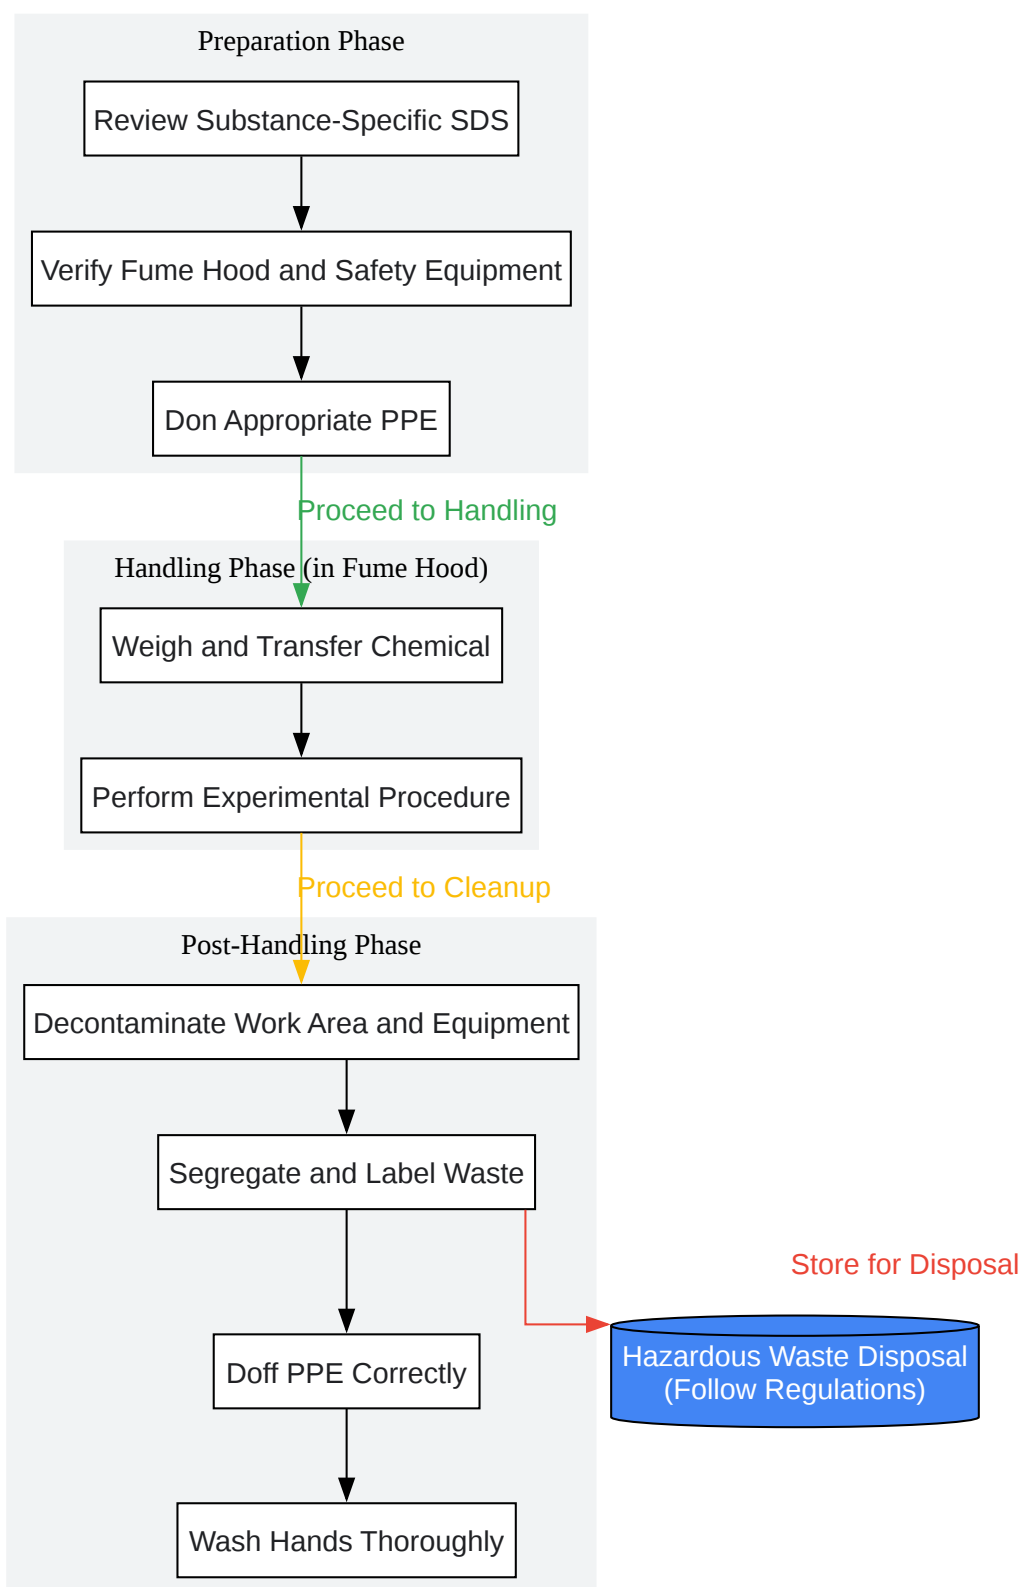 Preparation Phase
Review Substance-Specific SDS
Verify Fume Hood and Safety Equipment
Don Appropriate PPE
Proceed to Handling
Handling Phase (in Fume Hood)
Weigh and Transfer Chemical
Perform Experimental Procedure
Proceed to Cleanup
Post-Handling Phase
Decontaminate Work Area and Equipment
Segregate and Label Waste
Store for Disposal
Hazardous Waste Disposal
(Follow Regulations)
Doff PPE Correctly
Wash Hands Thoroughly